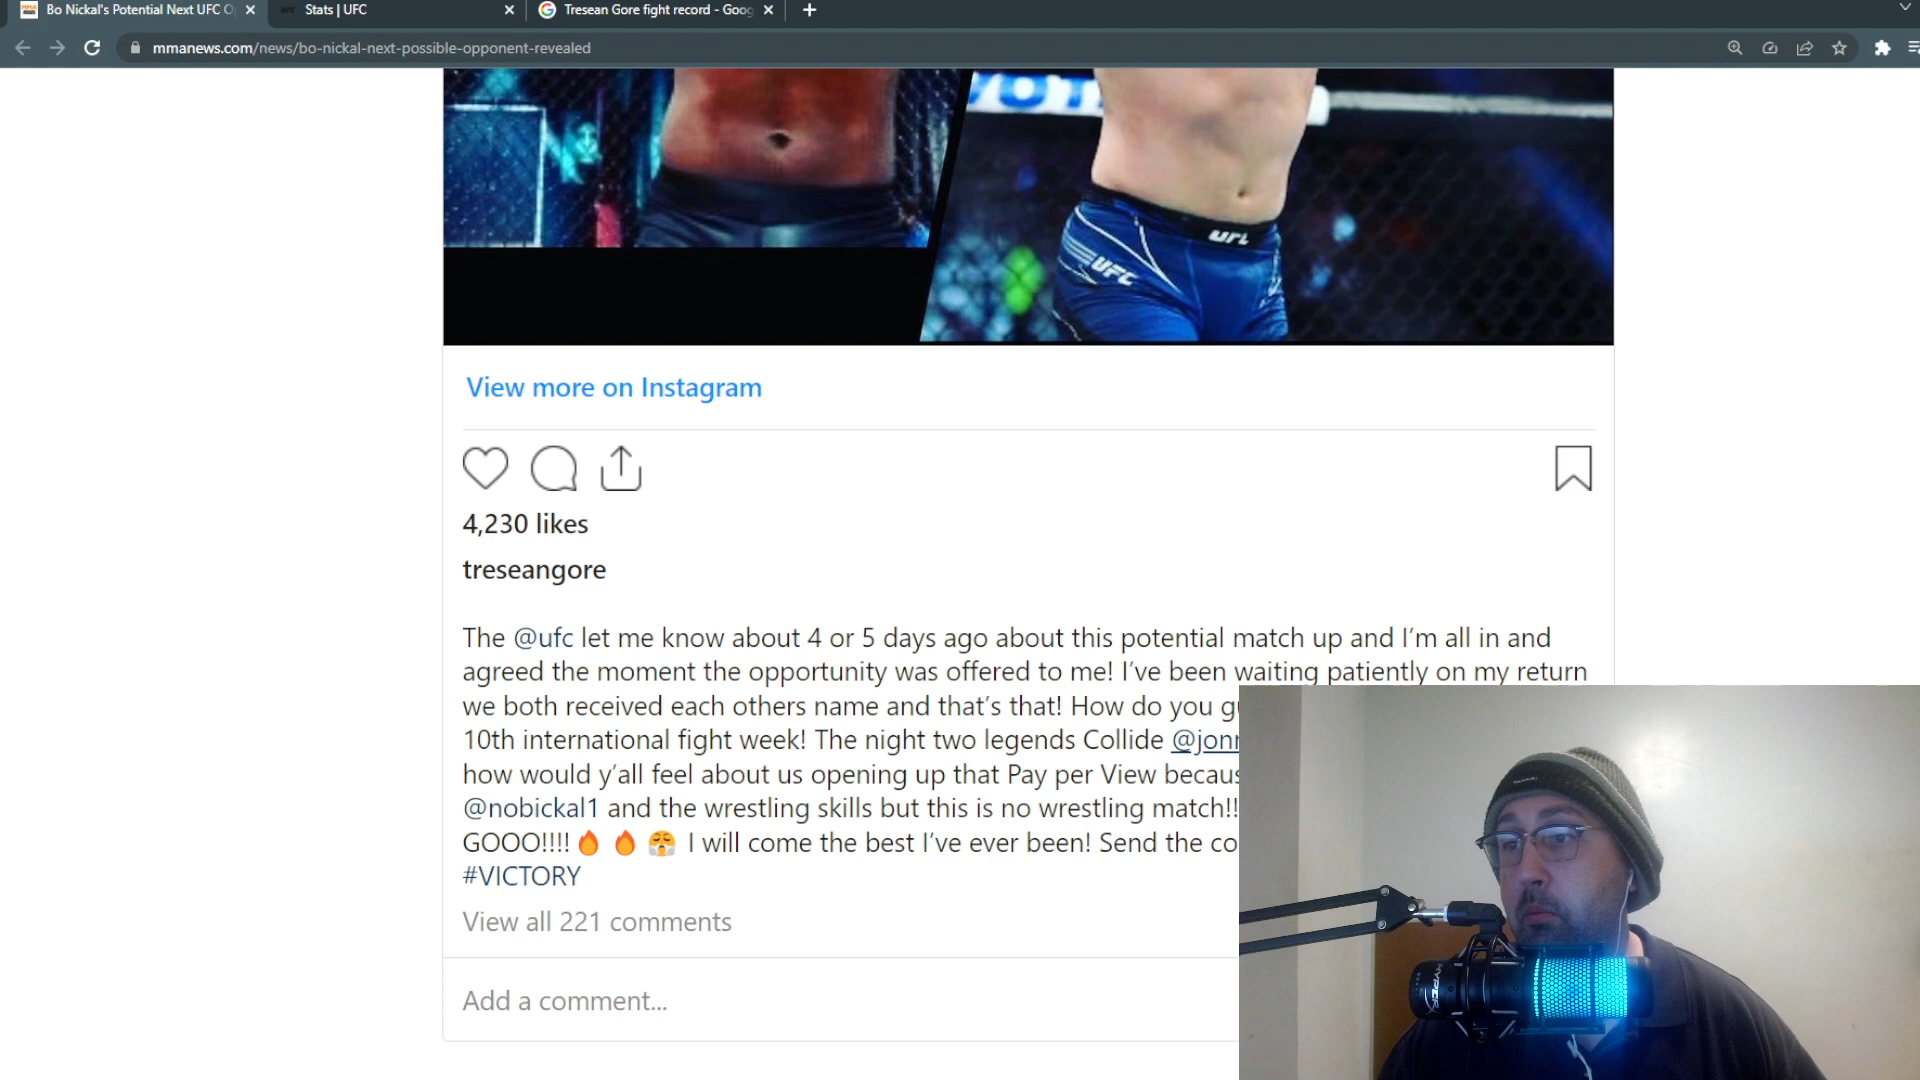 Bo Nickal's Potential Next UFC O
Stats | UFC
Tresean Gore fight record - Goog
mmanews.com/news/bo-nickal-next-possible-opponent-revealed
UFC
UFC
View more on Instagram
4,230 likes
treseangore
The @ufc let me know about 4 or 5 days ago about this potential match up and I’m all in and
agreed the moment the opportunity was offered to me! I’ve been waiting patiently on my return
we both received each others name and that’s that! How do you
10th international fight week! The night two legends Collide
how would y’all feel about us opening up that Pay per View
@nobickal1 and the wrestling skills but this is no wrestling match!!
GOOO!!!!🔥 🔥 😤 I will come the best I’ve ever been! Send the
#VICTORY
View all 221 comments
Add a comment...
HYPER